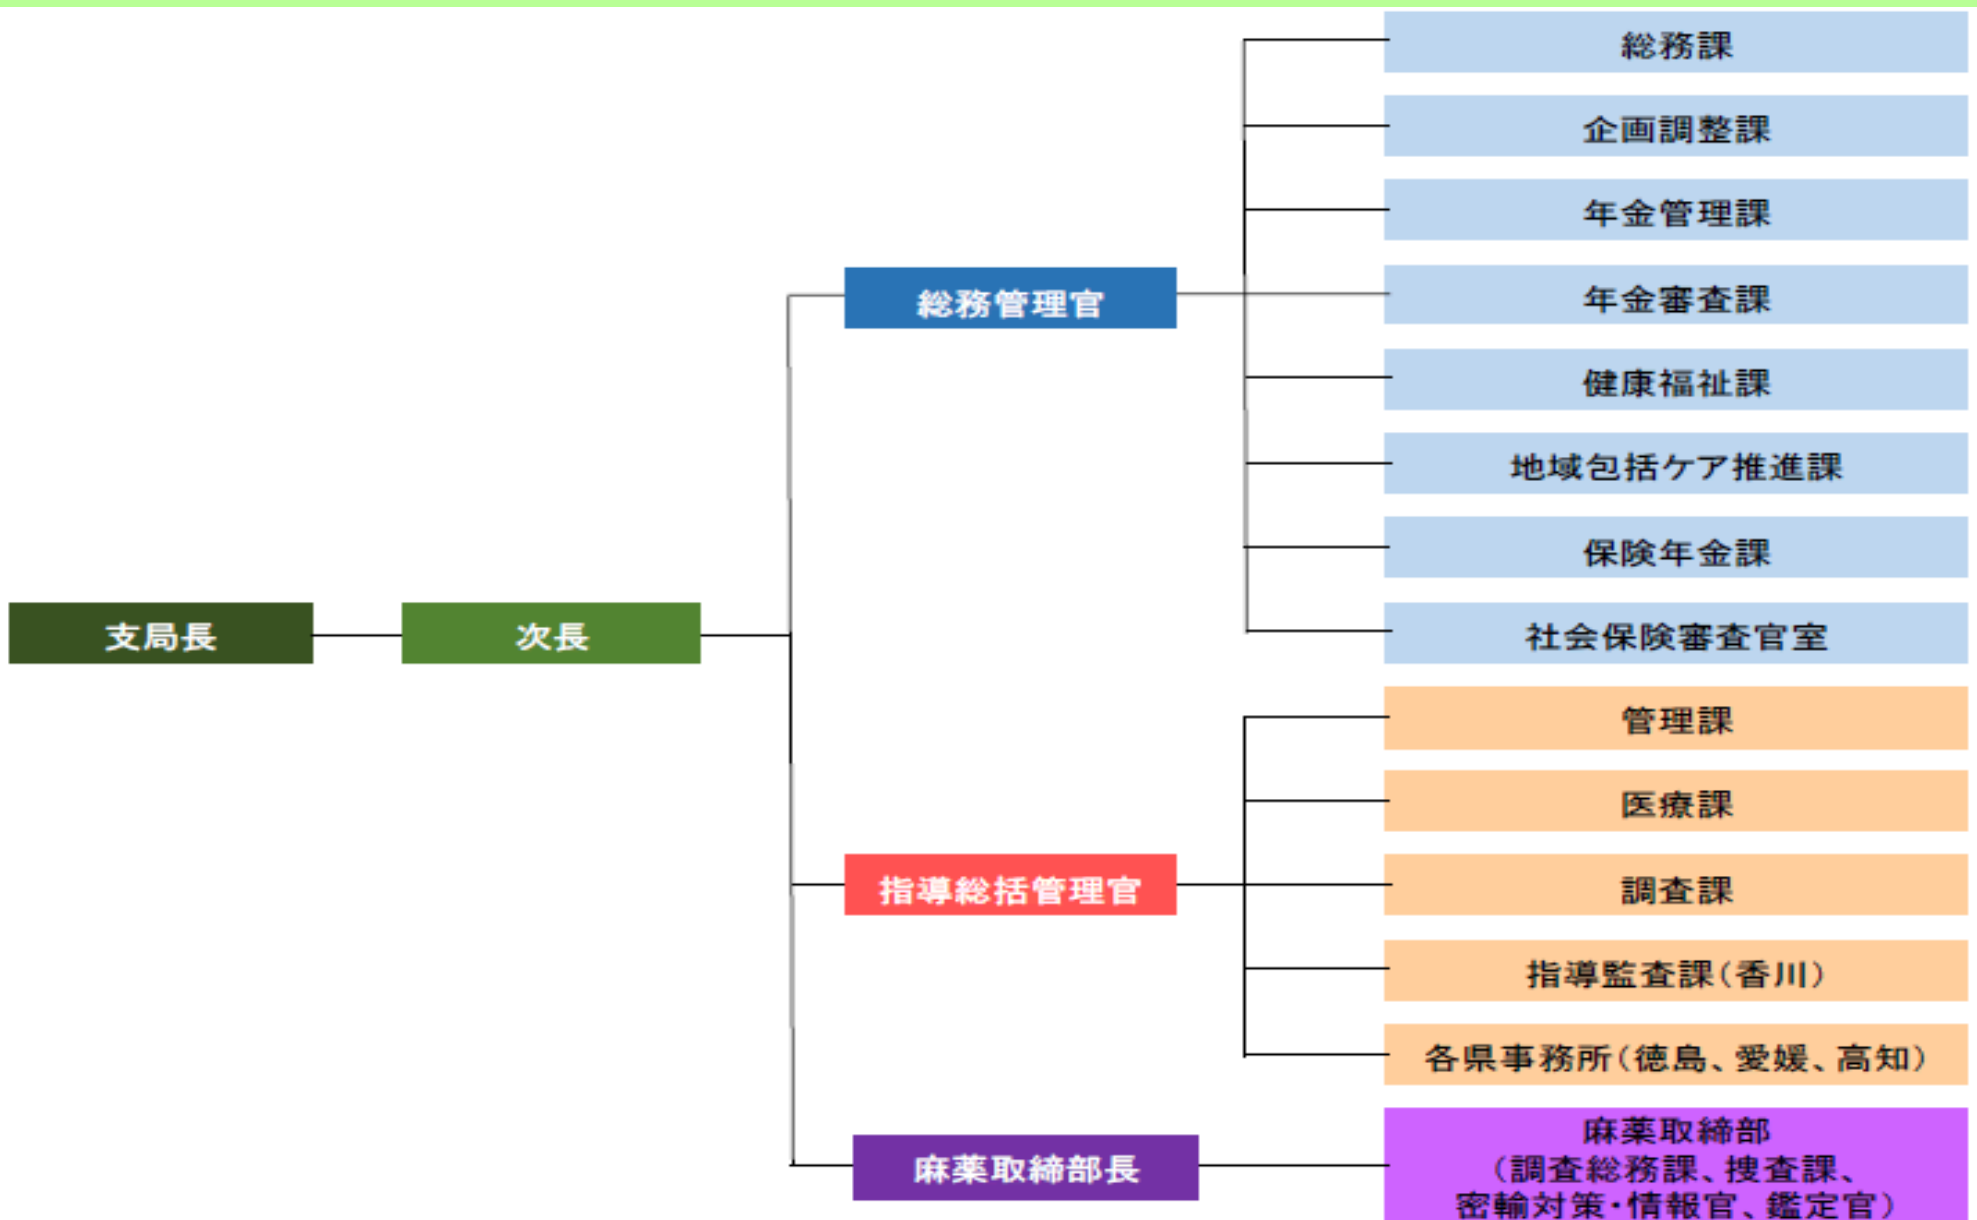 支局長
次長
総務管理官
総務課
企画調整課
年金管理課
年金審査課
健康福祉課
地域包括ケア推進課
保険年金課
社会保険審査官室
指導総括管理官
管理課
医療課
調査課
指導監査課(香川)
各県事務所(徳島、愛媛、高知)
麻薬取締部長
麻薬取締部
(調査総務課、捜査課、
密輸対策・情報官、鑑定官)